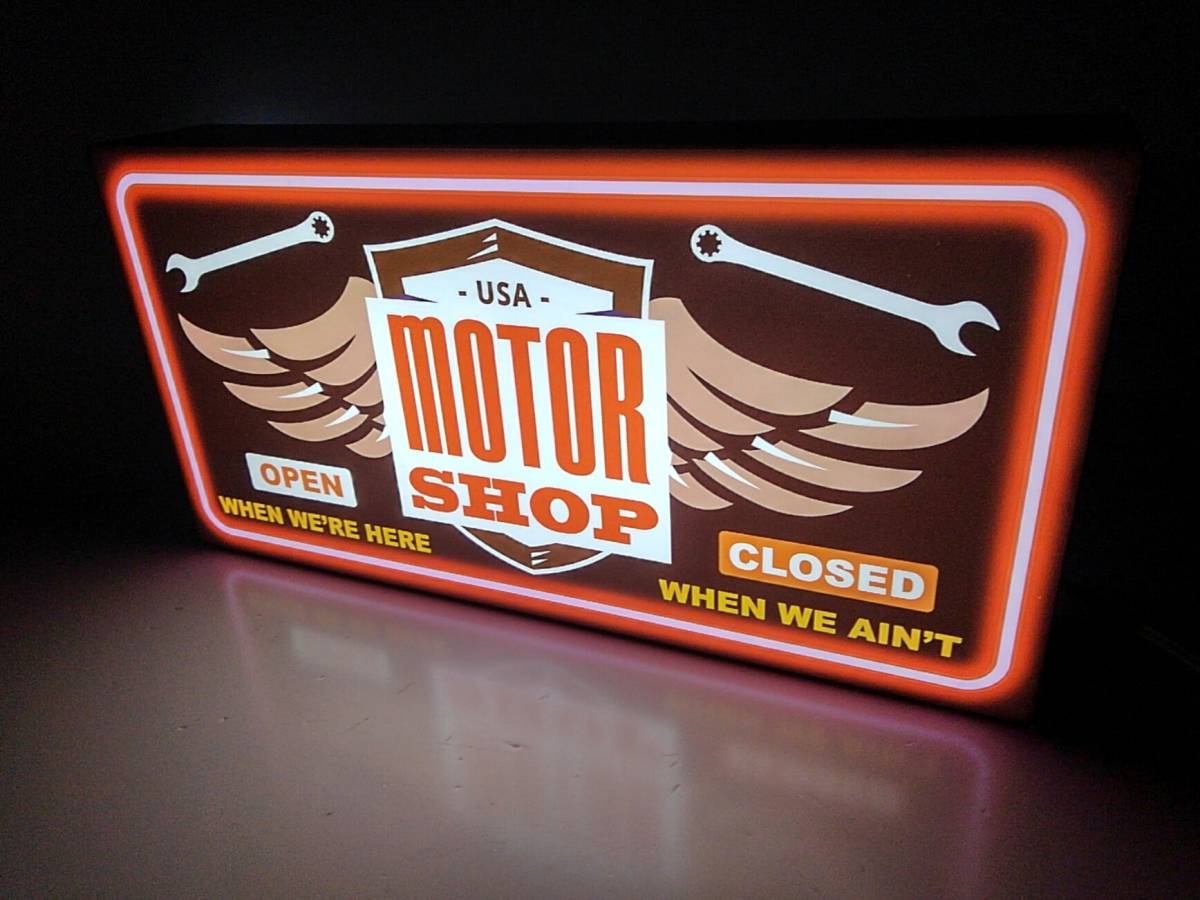 - USA -
MOTOR
SHOP
OPEN
WHEN WE'RE HERE
CLOSED
WHEN WE AIN'T